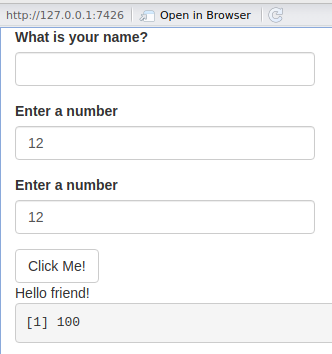 http://127.0.0.1:7426 Open in Browser
What is your name?
Enter a number
12
Enter a number
12
Click Me!
Hello friend!
[1] 100